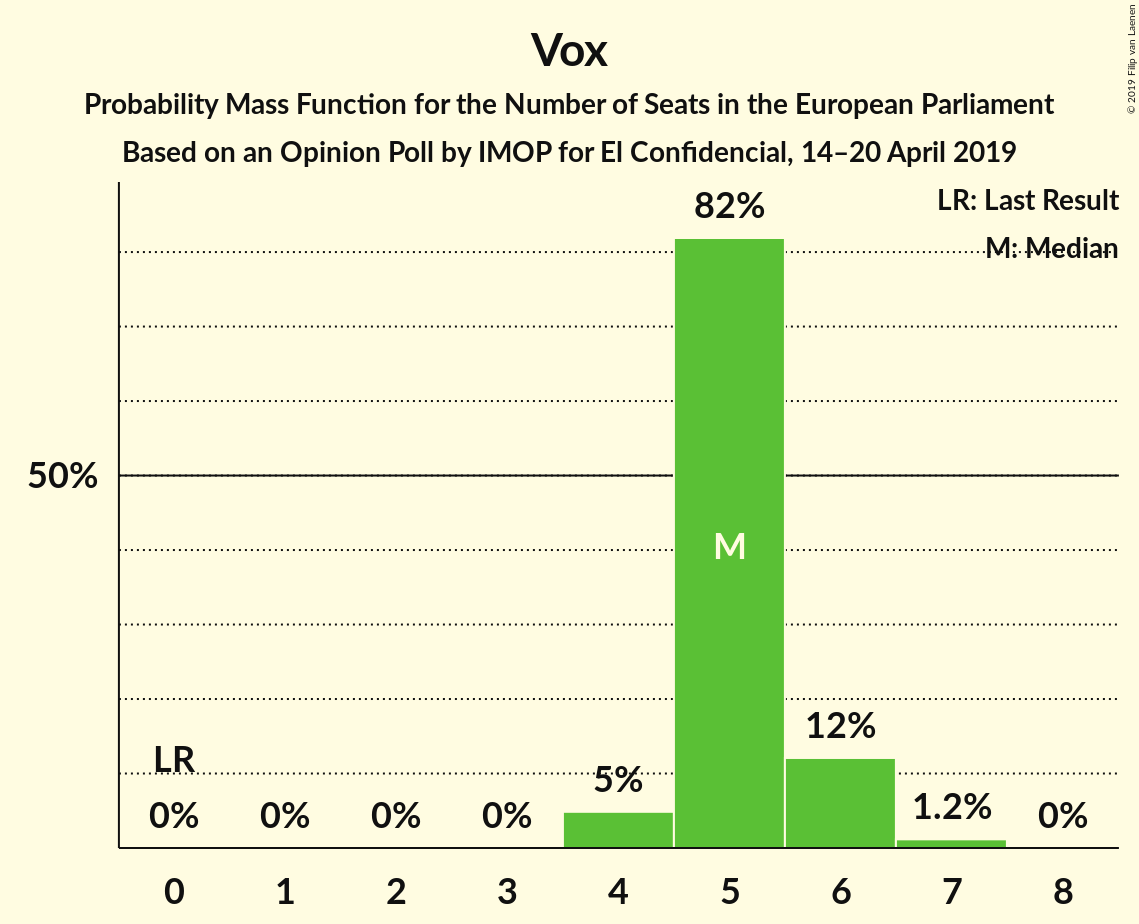 Vox
Probability Mass Function for the Number of Seats in the European Parliament
Based on an Opinion Poll by IMOP for El Confidencial, 14–20 April 2019
© 2019 Filip van Laenen
LR: Last Result
M: Median
82%
50%
M
12%
LR
5%
1.2%
0% 0% 0% 0% 0%
0 1 2 3 4 5 6 7 8